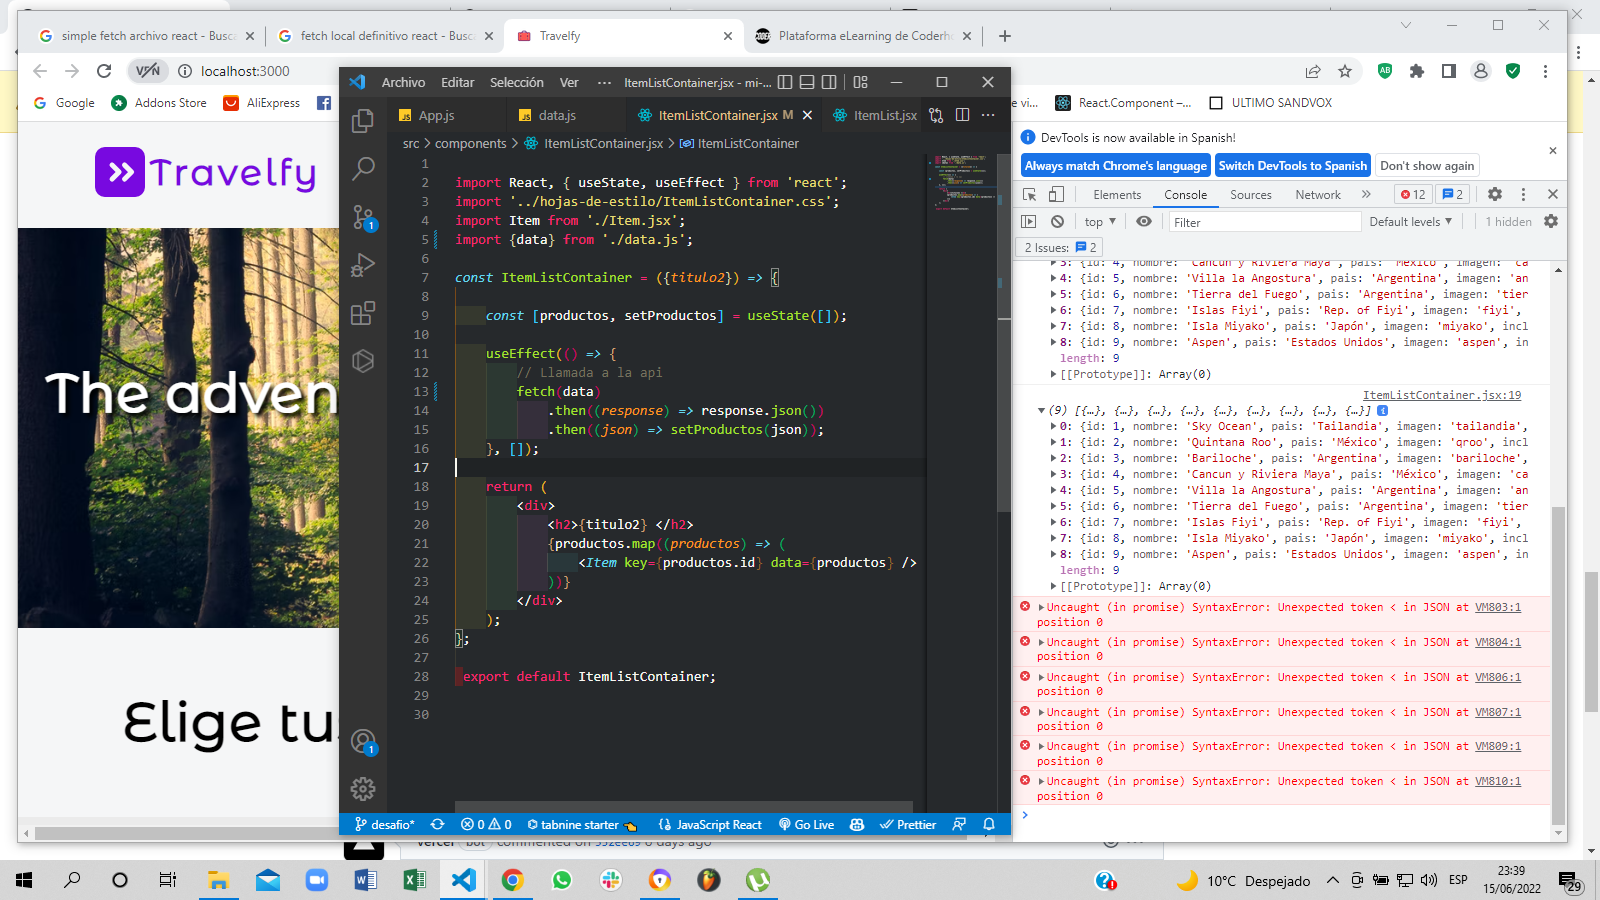 simple fetch archivo react - Busca
fetch local definitivo react - Busca
Travelfy
Plataforma eLearning de Coderho
VPN
localhost:3000
AB
Google
Addons Store
AliExpress
e vi...
React.Component –...
ULTIMO SANDVOX
Travelfy
The adven
Elige tus
Archivo Editar Selección Ver ··· ItemListContainer.jsx - mi-...
App.js
data.js
ItemListContainer.jsx M
ItemList.jsx
src > components > ItemListContainer.jsx > ItemListContainer
1
2 import React, { useState, useEffect } from 'react';
3 import '../hojas-de-estilo/ItemListContainer.css';
4 import Item from './Item.jsx';
5 import {data} from './data.js';
6
7 const ItemListContainer = ({titulo2}) => {
8
9 const [productos, setProductos] = useState([]);
10
11 useEffect(() => {
12 // Llamada a la api
13 fetch(data)
14 .then((response) => response.json())
15 .then((json) => setProductos(json));
16 }, []);
17
18 return (
19 <div>
20 <h2>{titulo2} </h2>
21 {productos.map((productos) => (
22 <Item key={productos.id} data={productos} />
23 ))}
24 </div>
25 );
26 };
27
28 export default ItemListContainer;
29
30
1
1
desafio* 0 0 tabnine starter JavaScript React Go Live Prettier
DevTools is now available in Spanish!
Always match Chrome's language
Switch DevTools to Spanish
Don't show again
Elements Console Sources Network » 12 2
top Filter Default levels 1 hidden
2 Issues: 2
3: {id: 4, nombre: 'Cancun y Riviera Maya', pais: 'México', imagen: 'ca
4: {id: 5, nombre: 'Villa la Angostura', pais: 'Argentina', imagen: 'an
5: {id: 6, nombre: 'Tierra del Fuego', pais: 'Argentina', imagen: 'tier
6: {id: 7, nombre: 'Islas Fiyi', pais: 'Rep. of Fiyi', imagen: 'fiyi',
7: {id: 8, nombre: 'Isla Miyako', pais: 'Japón', imagen: 'miyako', incl
8: {id: 9, nombre: 'Aspen', pais: 'Estados Unidos', imagen: 'aspen', in
length: 9
[[Prototype]]: Array(0)
ItemListContainer.jsx:19
(9) [{…}, {…}, {…}, {…}, {…}, {…}, {…}, {…}, {…}]
0: {id: 1, nombre: 'Sky Ocean', pais: 'Tailandia', imagen: 'tailandia',
1: {id: 2, nombre: 'Quintana Roo', pais: 'México', imagen: 'qroo', incl
2: {id: 3, nombre: 'Bariloche', pais: 'Argentina', imagen: 'bariloche',
3: {id: 4, nombre: 'Cancun y Riviera Maya', pais: 'México', imagen: 'ca
4: {id: 5, nombre: 'Villa la Angostura', pais: 'Argentina', imagen: 'an
5: {id: 6, nombre: 'Tierra del Fuego', pais: 'Argentina', imagen: 'tier
6: {id: 7, nombre: 'Islas Fiyi', pais: 'Rep. of Fiyi', imagen: 'fiyi',
7: {id: 8, nombre: 'Isla Miyako', pais: 'Japón', imagen: 'miyako', incl
8: {id: 9, nombre: 'Aspen', pais: 'Estados Unidos', imagen: 'aspen', in
length: 9
[[Prototype]]: Array(0)
Uncaught (in promise) SyntaxError: Unexpected token < in JSON at VM803:1
position 0
Uncaught (in promise) SyntaxError: Unexpected token < in JSON at VM804:1
position 0
Uncaught (in promise) SyntaxError: Unexpected token < in JSON at VM806:1
position 0
Uncaught (in promise) SyntaxError: Unexpected token < in JSON at VM807:1
position 0
Uncaught (in promise) SyntaxError: Unexpected token < in JSON at VM809:1
position 0
Uncaught (in promise) SyntaxError: Unexpected token < in JSON at VM810:1
position 0
vercel bot commented on 6 days ago
10°C Despejado
ESP
23:39
15/06/2022
29